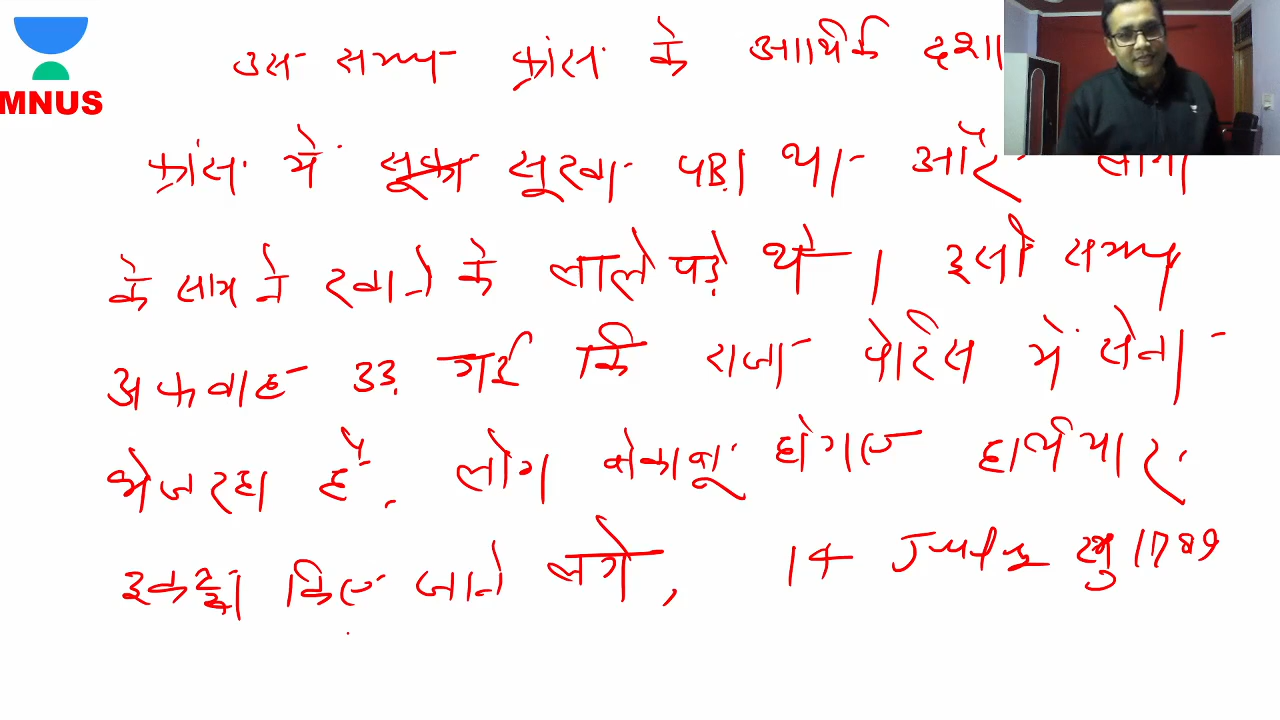 MNUS
उस समय फ्रांस के आर्थिक दशा
फ्रांस में सूखा पड़ा था और लोगों
के सामने खाने के लाले पड़े थे । इसी समय
अफवाह उड़ गई कि राजा पेरिस में सेना
भेज रहा है. लोग बेकाबू हो गए हथियार
इकट्ठा किए जाने लगे, 14 July 1789